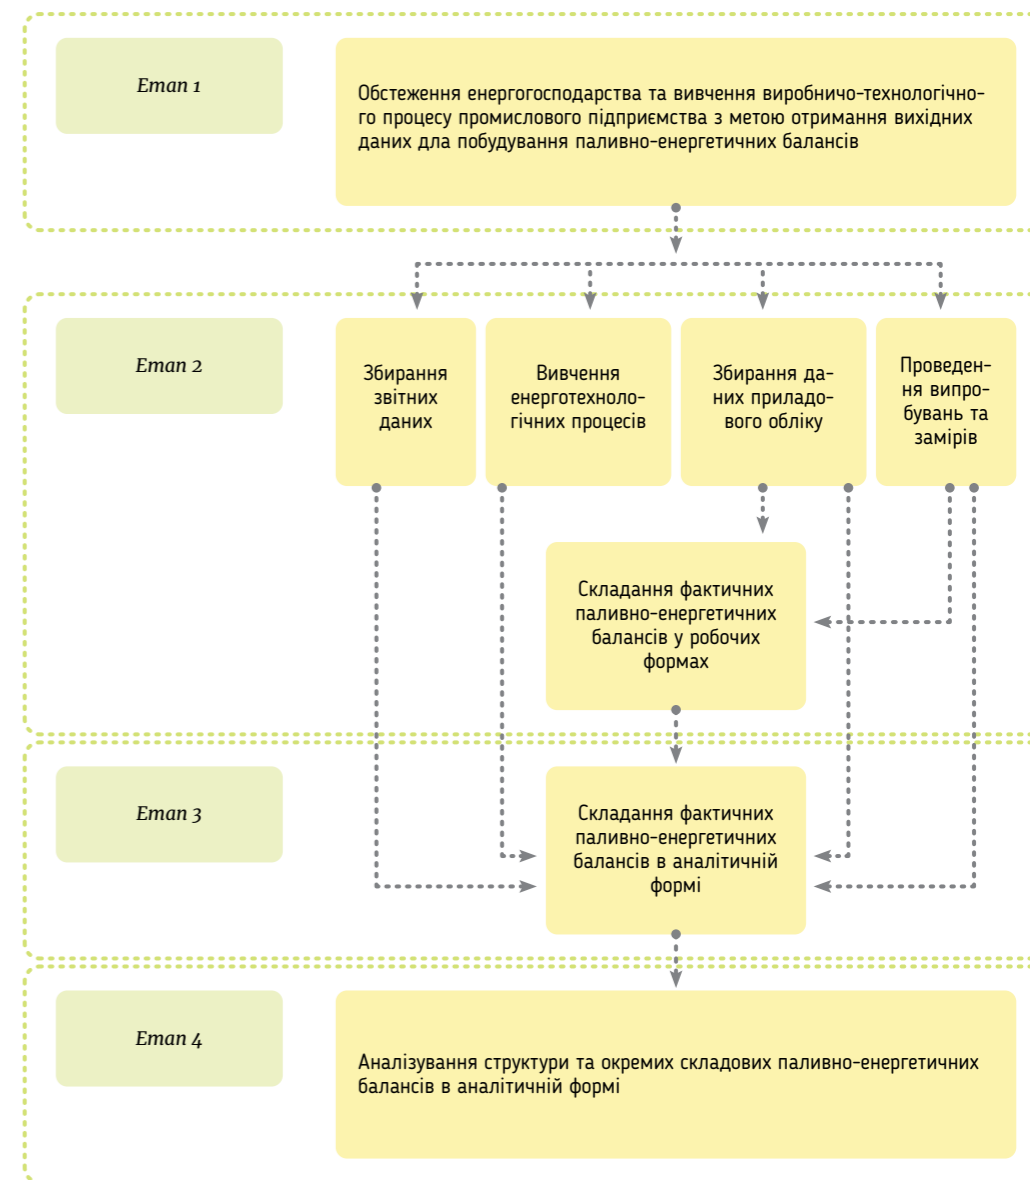 Етап 1
Обстеження енергогосподарства та вивчення виробничо-технологічно-
го процесу промислового підприємства з метою отримання вихідних
даних дла побудування паливно-енергетичних балансів
Етап 2
Збирання
звітних
даних
Вивчення
енерготехноло-
гічних процесів
Збирання да-
них приладо-
вого обліку
Проведен-
ня випро-
бувань та
замірів
Складання фактичних
паливно-енергетичних
балансів у робочих
формах
Етап 3
Складання фактичних
паливно-енергетичних
балансів в аналітичній
формі
Етап 4
Аналізування структури та окремих складових паливно-енергетичних
балансів в аналітичній формі